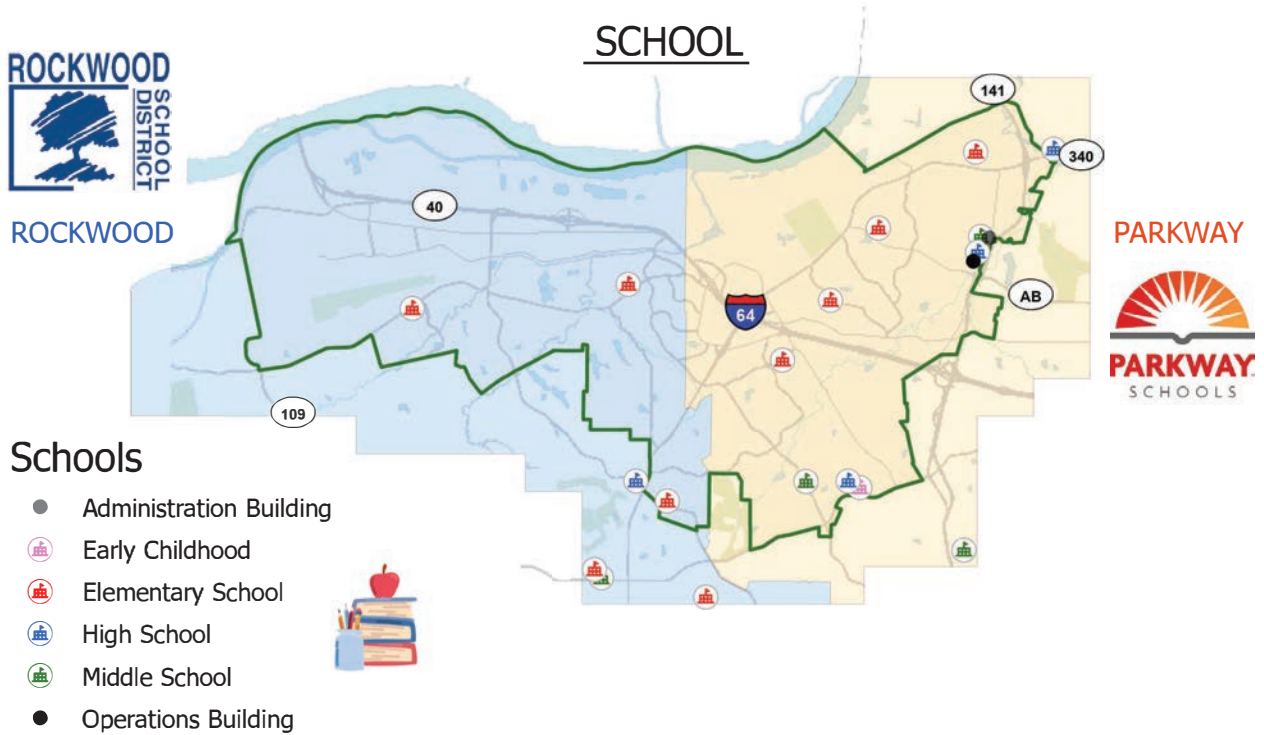 SCHOOL
ROCKWOOD
SCHOOL
DISTRICT
ROCKWOOD
141
340
40
PARKWAY
AB
64
PARKWAY
SCHOOLS
109
Schools
Administration Building
Early Childhood
Elementary School
High School
Middle School
Operations Building